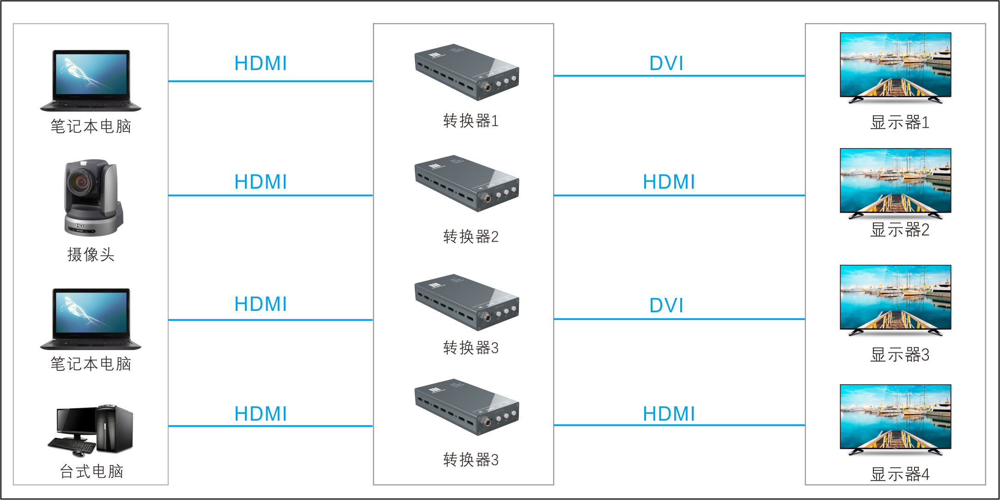 HDMI
DVI
笔记本电脑
转换器1
显示器1
HDMI
HDMI
HD
摄像头
转换器2
显示器2
HDMI
DVI
笔记本电脑
转换器3
显示器3
HDMI
HDMI
台式电脑
转换器3
显示器4